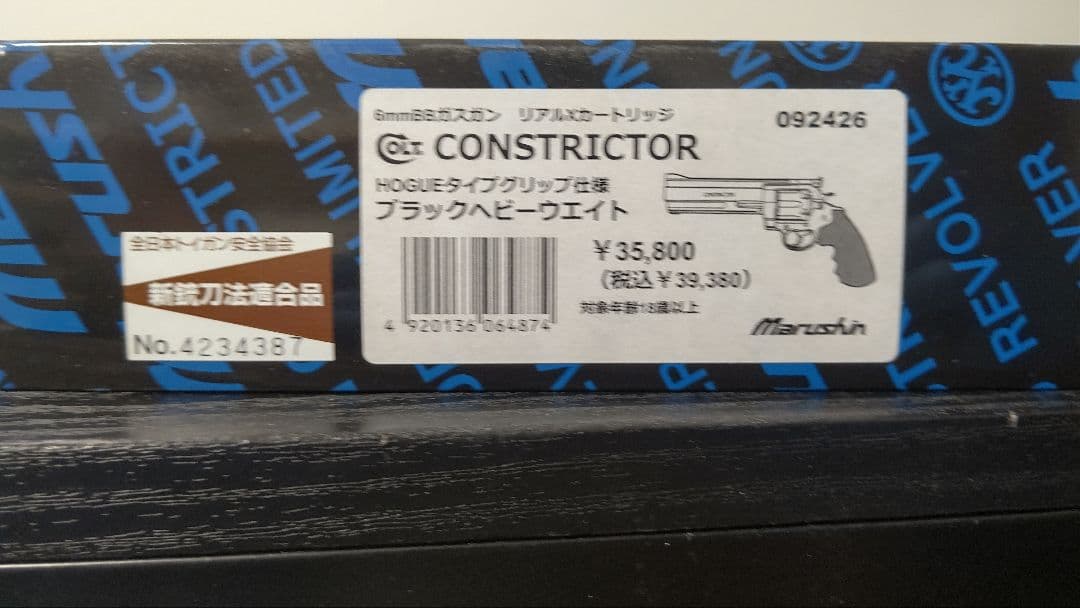 6mmBBガスガン リアルXカートリッジ
092426
COLT CONSTRICTOR
HOGUEタイプグリップ仕様
ブラックヘビーウエイト
¥35,800
(税込¥39,380)
対象年齢18歳以上
4 920136 064874
Marushin
全日本トイガン安全協会
新銃刀法適合品
No.4234387
LIMITED
REVOLVER